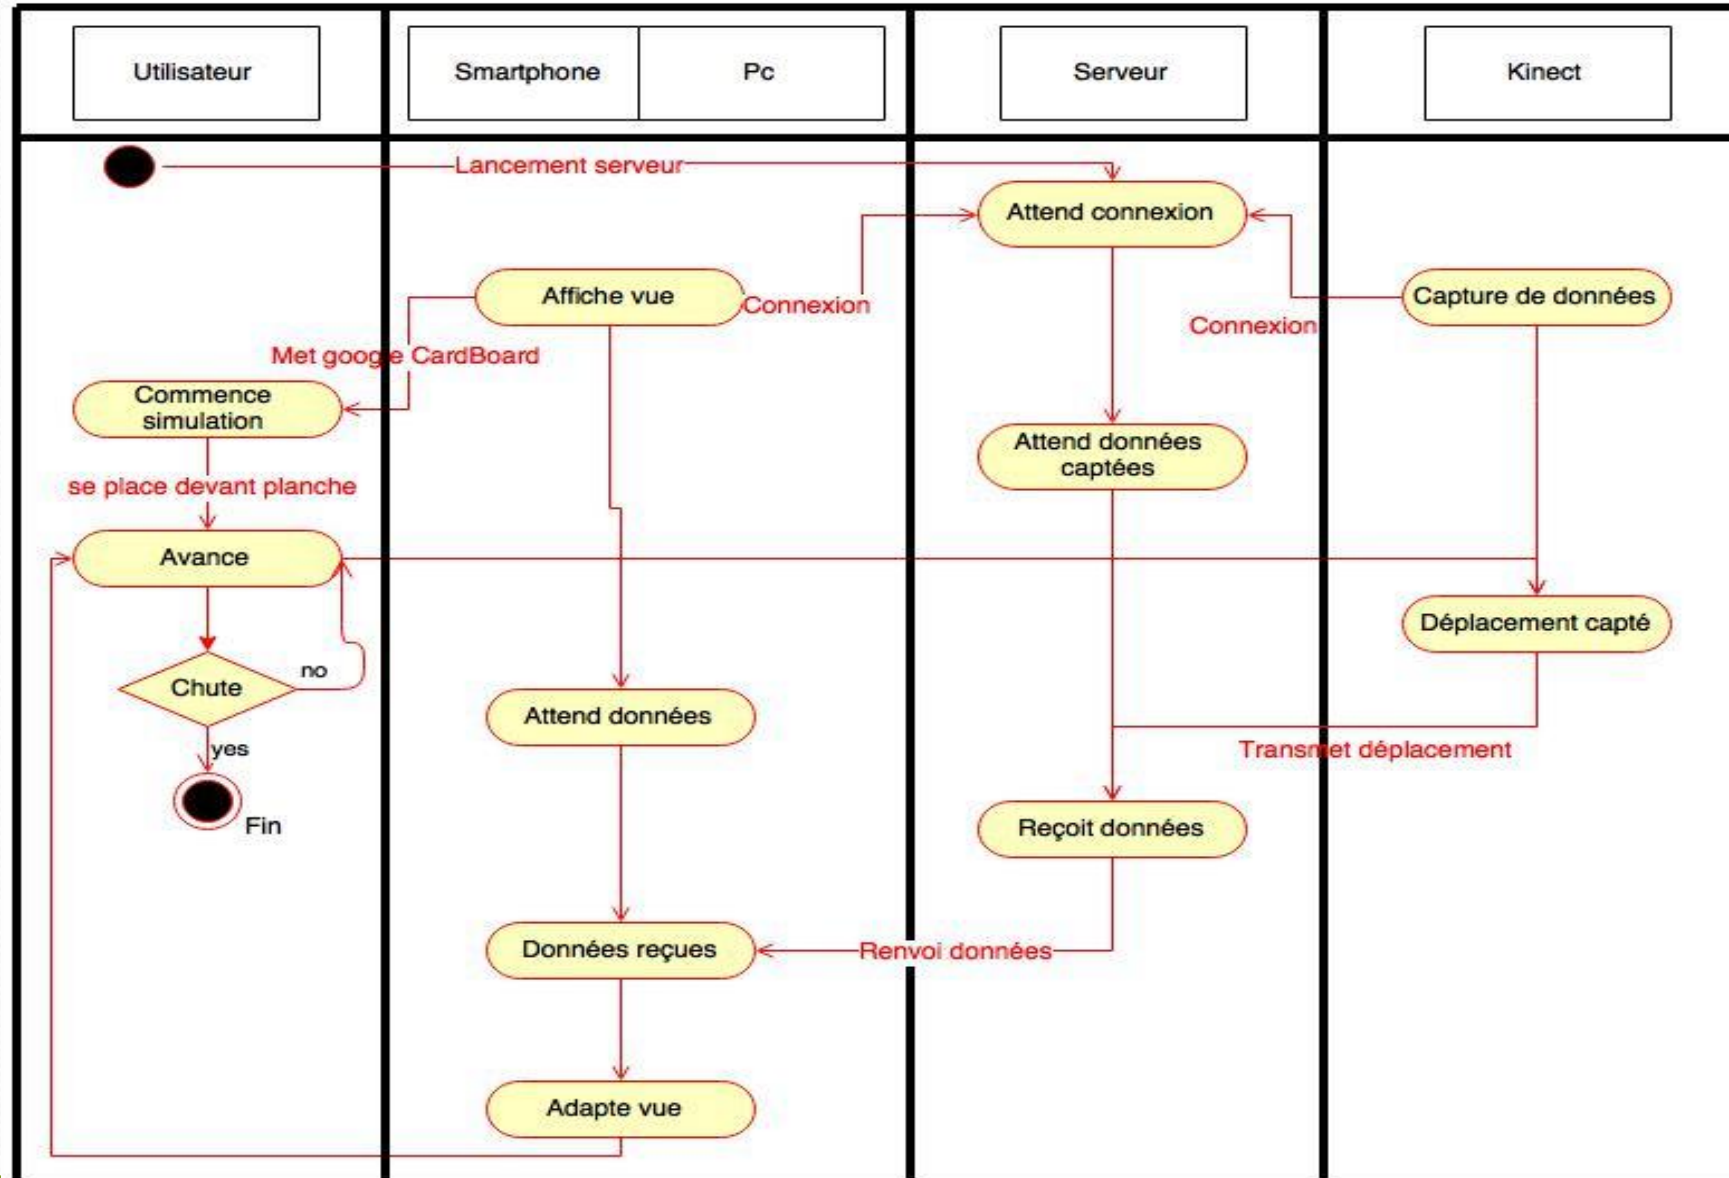 Utilisateur
Smartphone
Pc
Serveur
Kinect
Lancement serveur
Attend connexion
Affiche vue
Connexion
Capture de données
Connexion
Met google CardBoard
Commence
simulation
Attend données
captées
se place devant planche
Avance
Déplacement capté
no
Chute
Attend données
yes
Transmet déplacement
Fin
Reçoit données
Données reçues
Renvoi données
Adapte vue